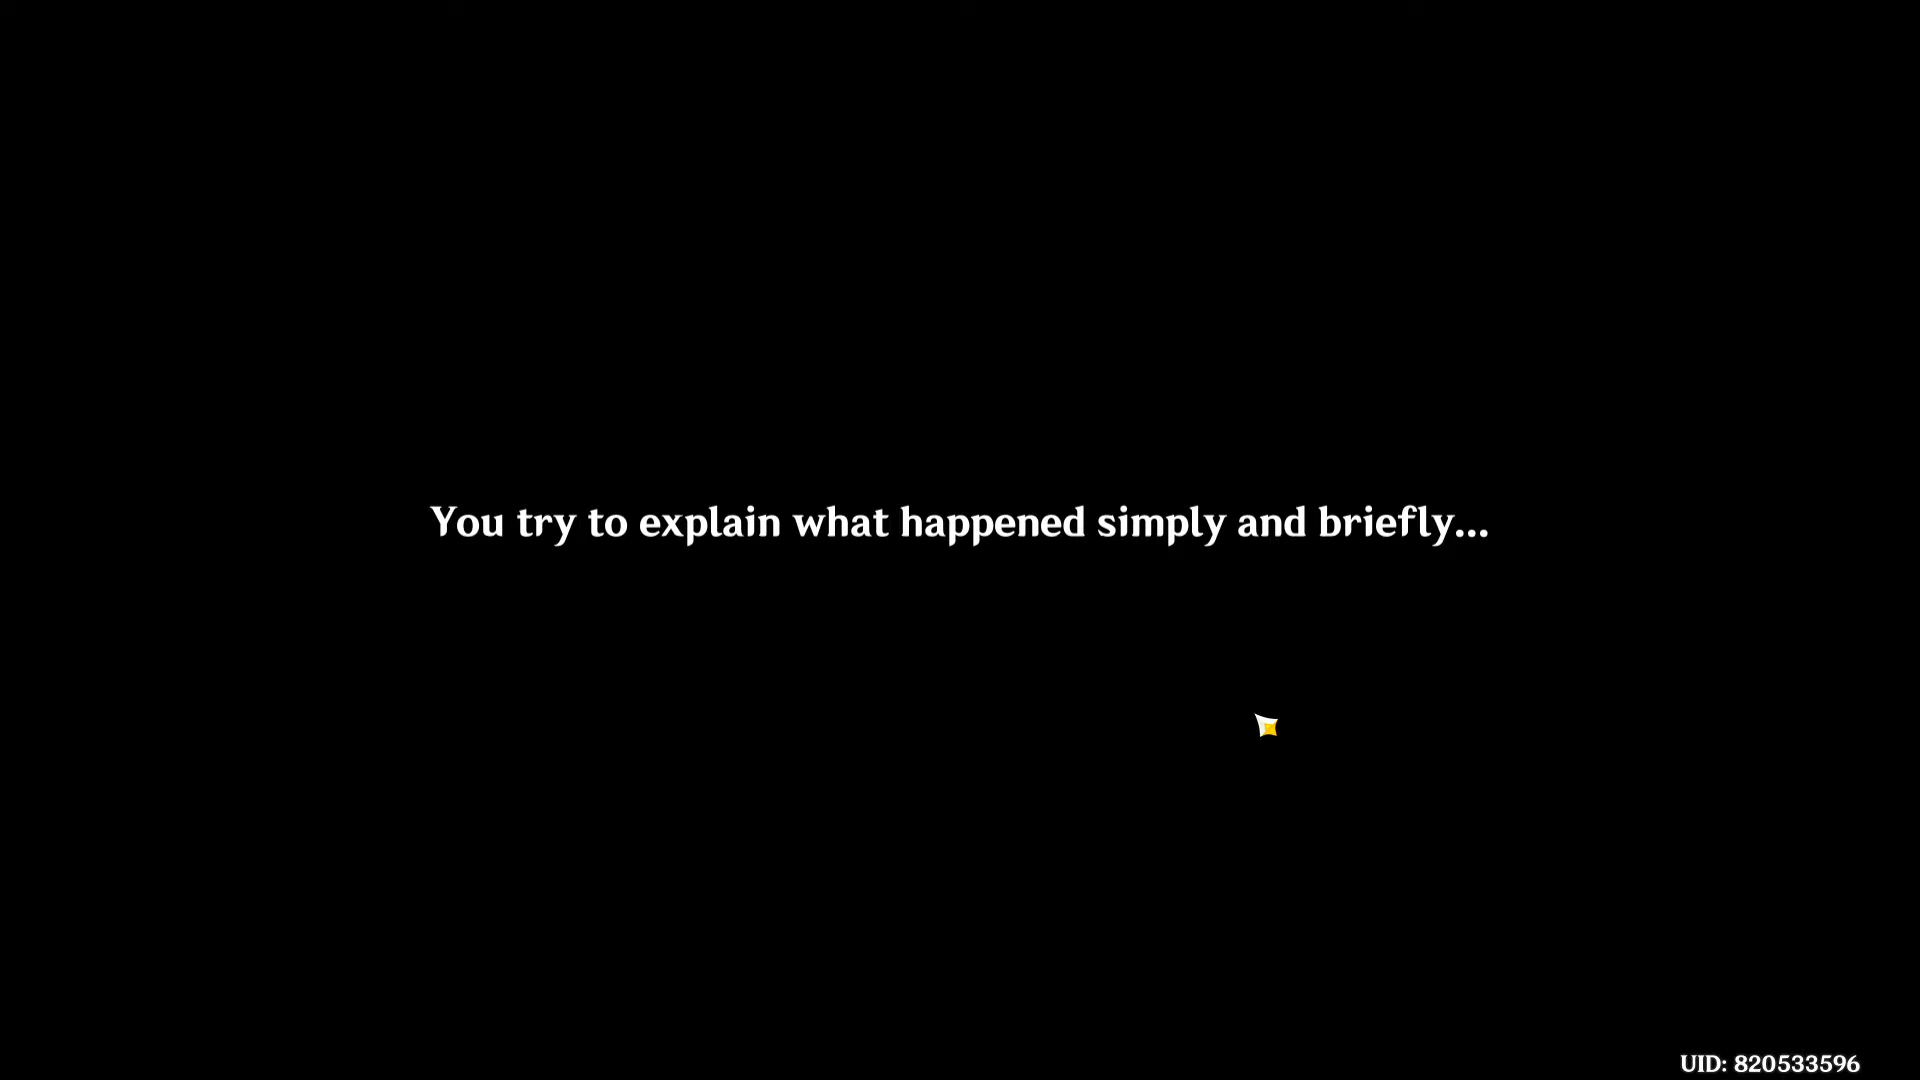 You try to explain what happened simply and briefly...
UID: 820533596